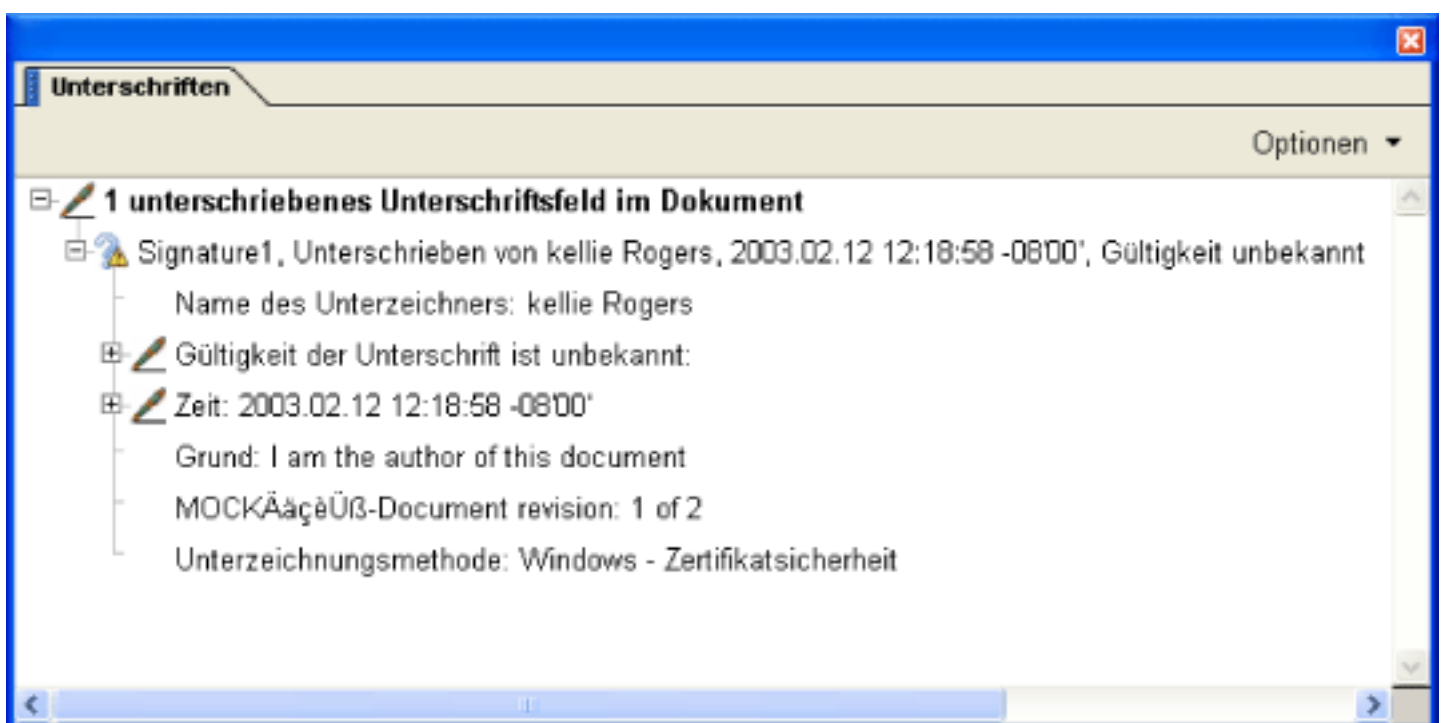 Unterschriften
Optionen
1 unterschriebenes Unterschriftsfeld im Dokument
Signature1, Unterschrieben von kellie Rogers, 2003.02.12 12:18:58 -08'00', Gültigkeit unbekannt
Name des Unterzeichners: kellie Rogers
Gültigkeit der Unterschrift ist unbekannt:
Zeit: 2003.02.12 12:18:58 -08'00'
Grund: I am the author of this document
MOCKÄäçèÜß-Document revision: 1 of 2
Unterzeichnungsmethode: Windows - Zertifikatsicherheit